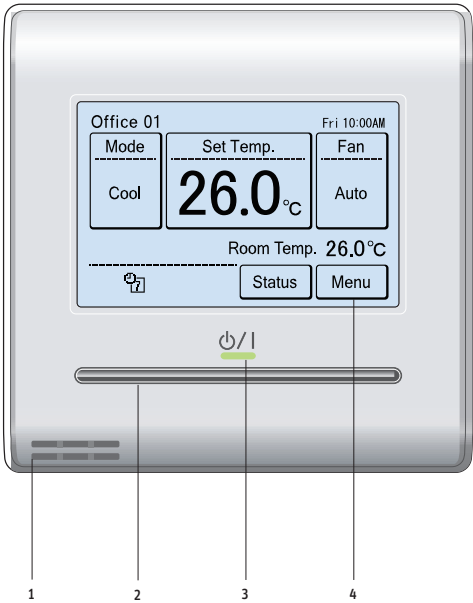 Office 01 Fri 10:00AM
Mode Set Temp. Fan
Cool 26.0°C Auto
Room Temp. 26.0°C
7 Status Menu
⏻/I
1 2 3 4